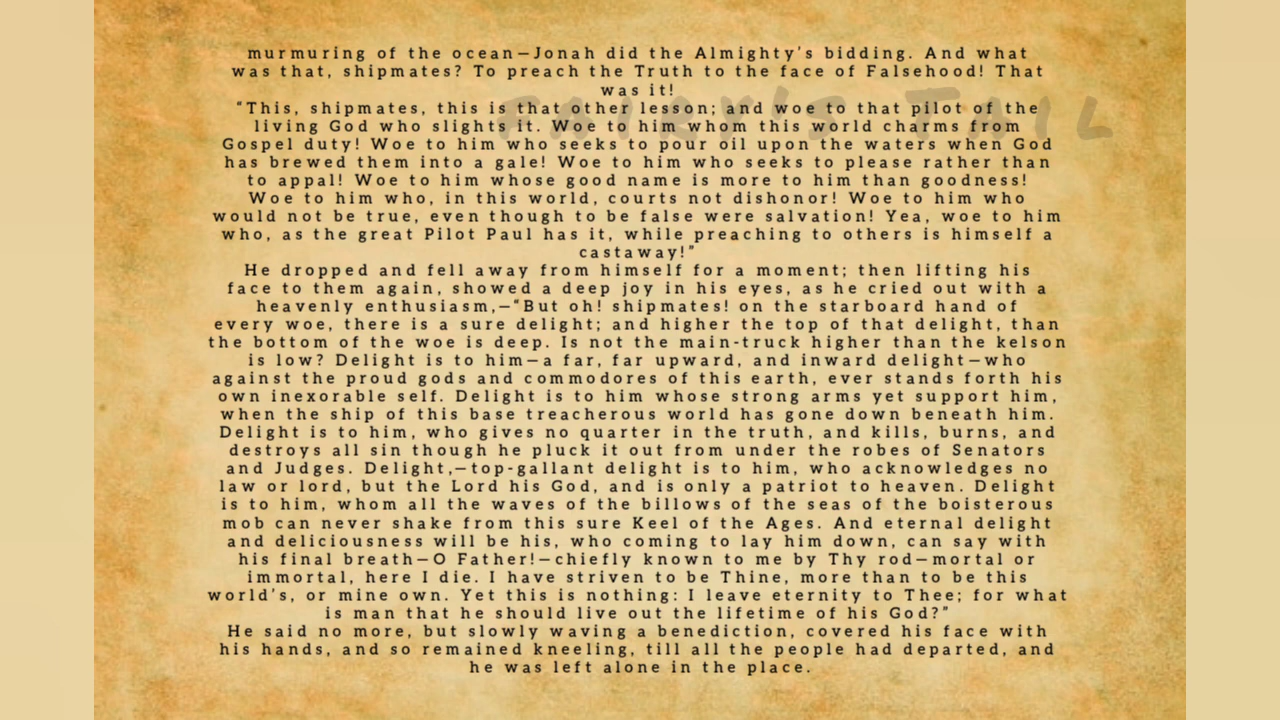 murmuring of the ocean—Jonah did the Almighty's bidding. And what
was that, shipmates? To preach the Truth to the face of Falsehood! That
was it!
"This, shipmates, this is that other lesson; and woe to that pilot of the
living God who slights it. Woe to him whom this world charms from
Gospel duty! Woe to him who seeks to pour oil upon the waters when God
has brewed them into a gale! Woe to him who seeks to please rather than
to appal! Woe to him whose good name is more to him than goodness!
Woe to him who, in this world, courts not dishonor! Woe to him who
would not be true, even though to be false were salvation! Yea, woe to him
who, as the great Pilot Paul has it, while preaching to others is himself a
castaway!"
He dropped and fell away from himself for a moment; then lifting his
face to them again, showed a deep joy in his eyes, as he cried out with a
heavenly enthusiasm,—"But oh! shipmates! on the starboard hand of
every woe, there is a sure delight; and higher the top of that delight, than
the bottom of the woe is deep. Is not the main-truck higher than the kelson
is low? Delight is to him—a far, far upward, and inward delight—who
against the proud gods and commodores of this earth, ever stands forth his
own inexorable self. Delight is to him whose strong arms yet support him,
when the ship of this base treacherous world has gone down beneath him.
Delight is to him, who gives no quarter in the truth, and kills, burns, and
destroys all sin though he pluck it out from under the robes of Senators
and Judges. Delight,—top-gallant delight is to him, who acknowledges no
law or lord, but the Lord his God, and is only a patriot to heaven. Delight
is to him, whom all the waves of the billows of the seas of the boisterous
mob can never shake from this sure Keel of the Ages. And eternal delight
and deliciousness will be his, who coming to lay him down, can say with
his final breath—O Father!—chiefly known to me by Thy rod—mortal or
immortal, here I die. I have striven to be Thine, more than to be this
world's, or mine own. Yet this is nothing: I leave eternity to Thee; for what
is man that he should live out the lifetime of his God?"
He said no more, but slowly waving a benediction, covered his face with
his hands, and so remained kneeling, till all the people had departed, and
he was left alone in the place.